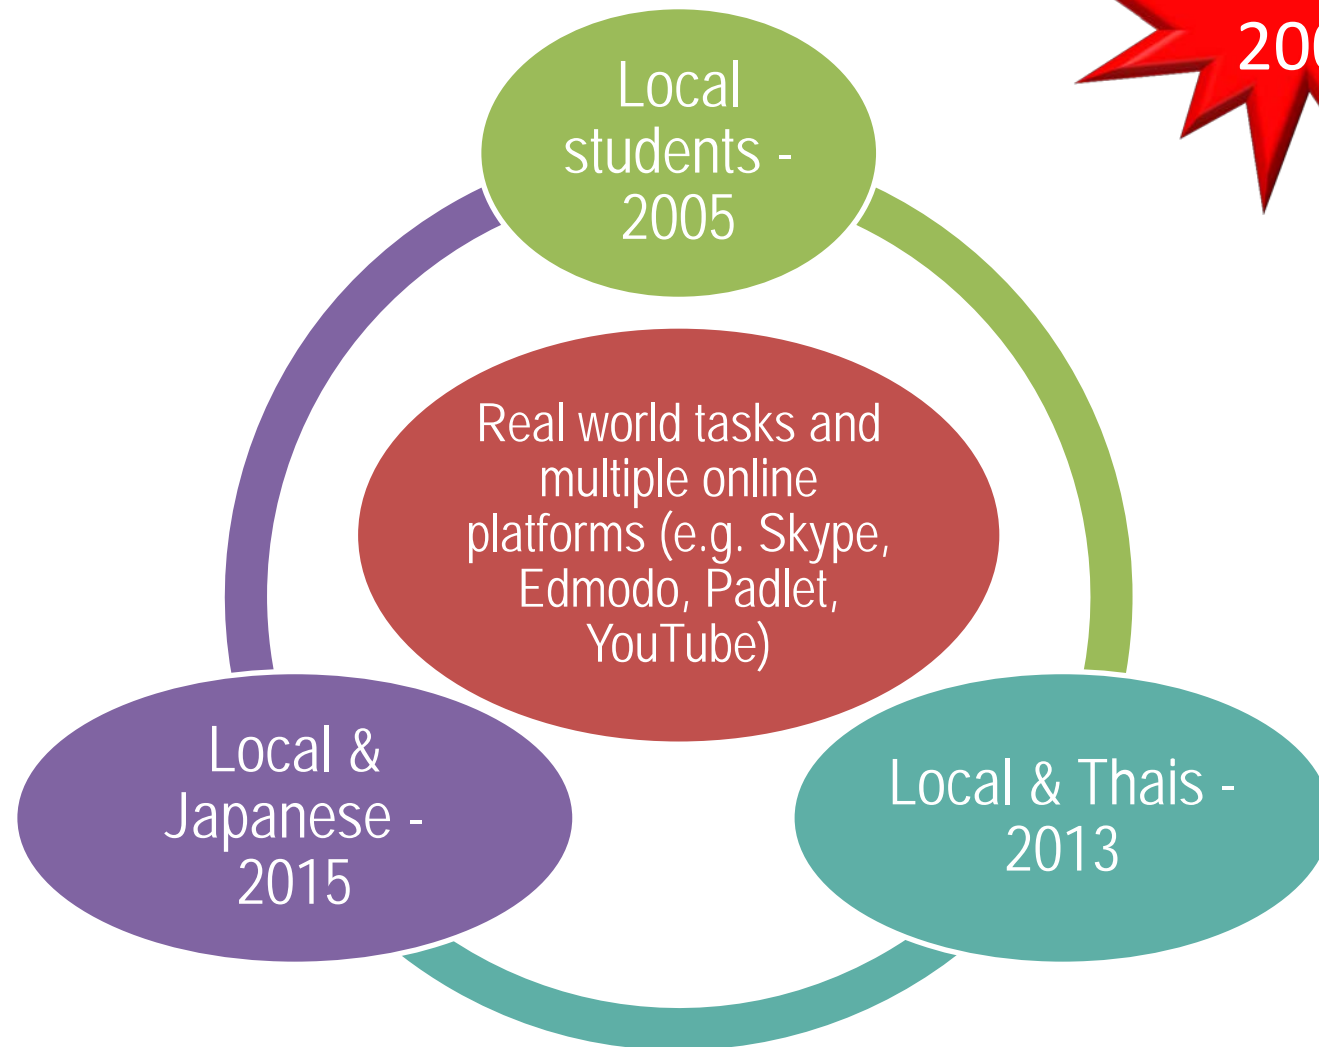 Local
students -
2005
Real world tasks and
multiple online
platforms (e.g. Skype,
Edmodo, Padlet,
YouTube)
Local &
Japanese -
2015
Local & Thais -
2013